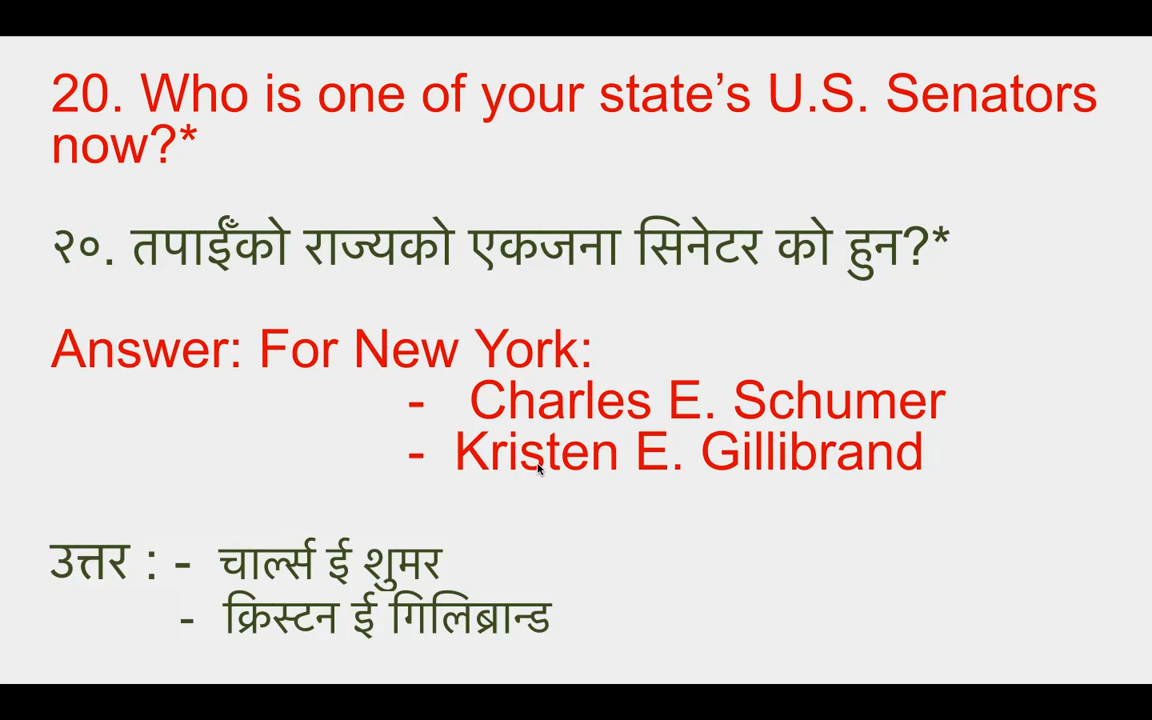 20. Who is one of your state’s U.S. Senators
now?*
२०. तपाईँको राज्यको एकजना सिनेटर को हुन?*
Answer: For New York:
- Charles E. Schumer
- Kristen E. Gillibrand
उत्तर : - चार्ल्स ई शुमर
- क्रिस्टन ई गिलिब्रान्ड